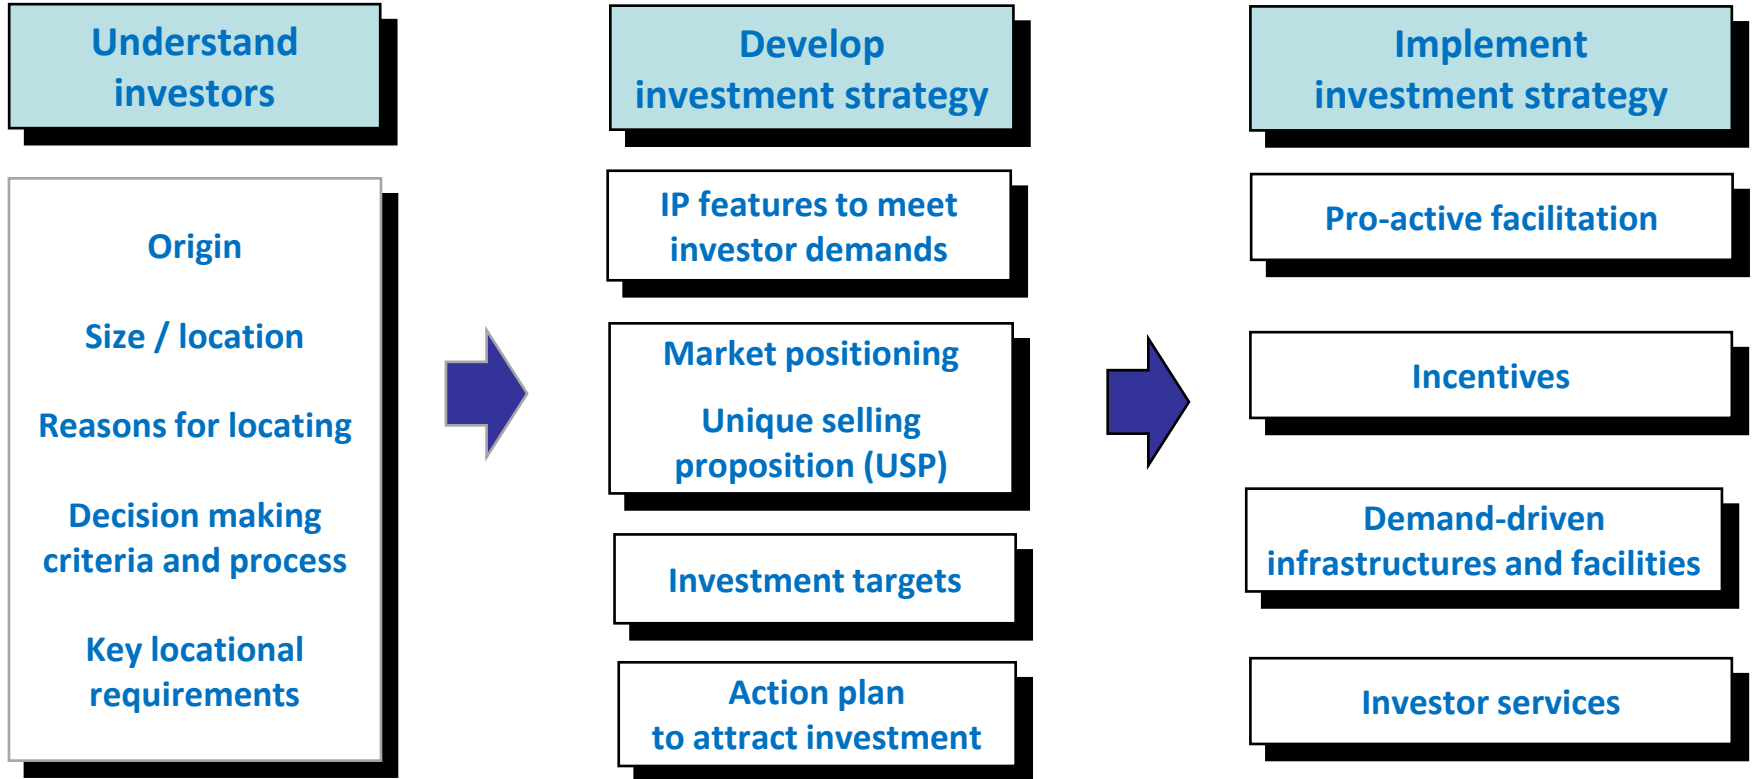 Understand
investors
Origin
Size / location
Reasons for locating
Decision making
criteria and process
Key locational
requirements
Develop
investment strategy
IP features to meet
investor demands
Market positioning
Unique selling
proposition (USP)
Investment targets
Action plan
to attract investment
Implement
investment strategy
Pro-active facilitation
Incentives
Demand-driven
infrastructures and facilities
Investor services